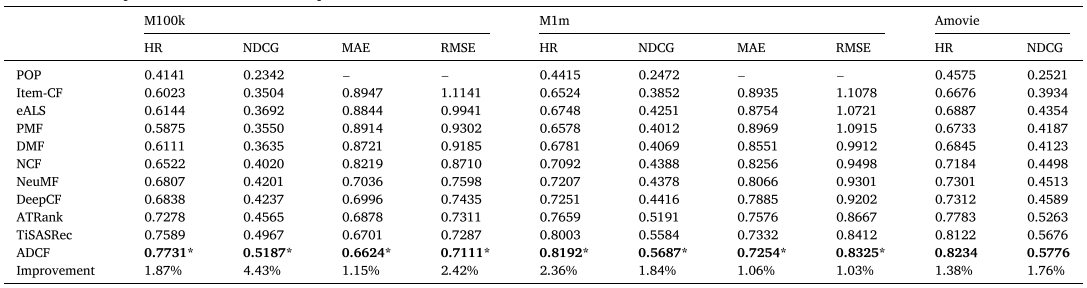 M100k M1m Amovie
HR NDCG MAE RMSE HR NDCG MAE RMSE HR NDCG
POP 0.4141 0.2342 – – 0.4415 0.2472 – – 0.4575 0.2521
Item-CF 0.6023 0.3504 0.8947 1.1141 0.6524 0.3852 0.8935 1.1078 0.6676 0.3934
eALS 0.6144 0.3692 0.8844 0.9941 0.6748 0.4251 0.8754 1.0721 0.6887 0.4354
PMF 0.5875 0.3550 0.8914 0.9302 0.6578 0.4012 0.8969 1.0915 0.6733 0.4187
DMF 0.6111 0.3635 0.8721 0.9185 0.6781 0.4069 0.8551 0.9912 0.6845 0.4123
NCF 0.6522 0.4020 0.8219 0.8710 0.7092 0.4388 0.8256 0.9498 0.7184 0.4498
NeuMF 0.6807 0.4201 0.7036 0.7598 0.7207 0.4378 0.8066 0.9301 0.7301 0.4513
DeepCF 0.6838 0.4237 0.6996 0.7435 0.7251 0.4416 0.7885 0.9202 0.7312 0.4589
ATRank 0.7278 0.4565 0.6878 0.7311 0.7659 0.5191 0.7576 0.8667 0.7783 0.5263
TiSASRec 0.7589 0.4967 0.6701 0.7287 0.8003 0.5584 0.7332 0.8412 0.8122 0.5676
ADCF 0.7731* 0.5187* 0.6624* 0.7111* 0.8192* 0.5687* 0.7254* 0.8325* 0.8234 0.5776
Improvement 1.87% 4.43% 1.15% 2.42% 2.36% 1.84% 1.06% 1.03% 1.38% 1.76%